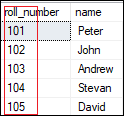 roll_number name
101 Peter
102 John
103 Andrew
104 Stevan
105 David